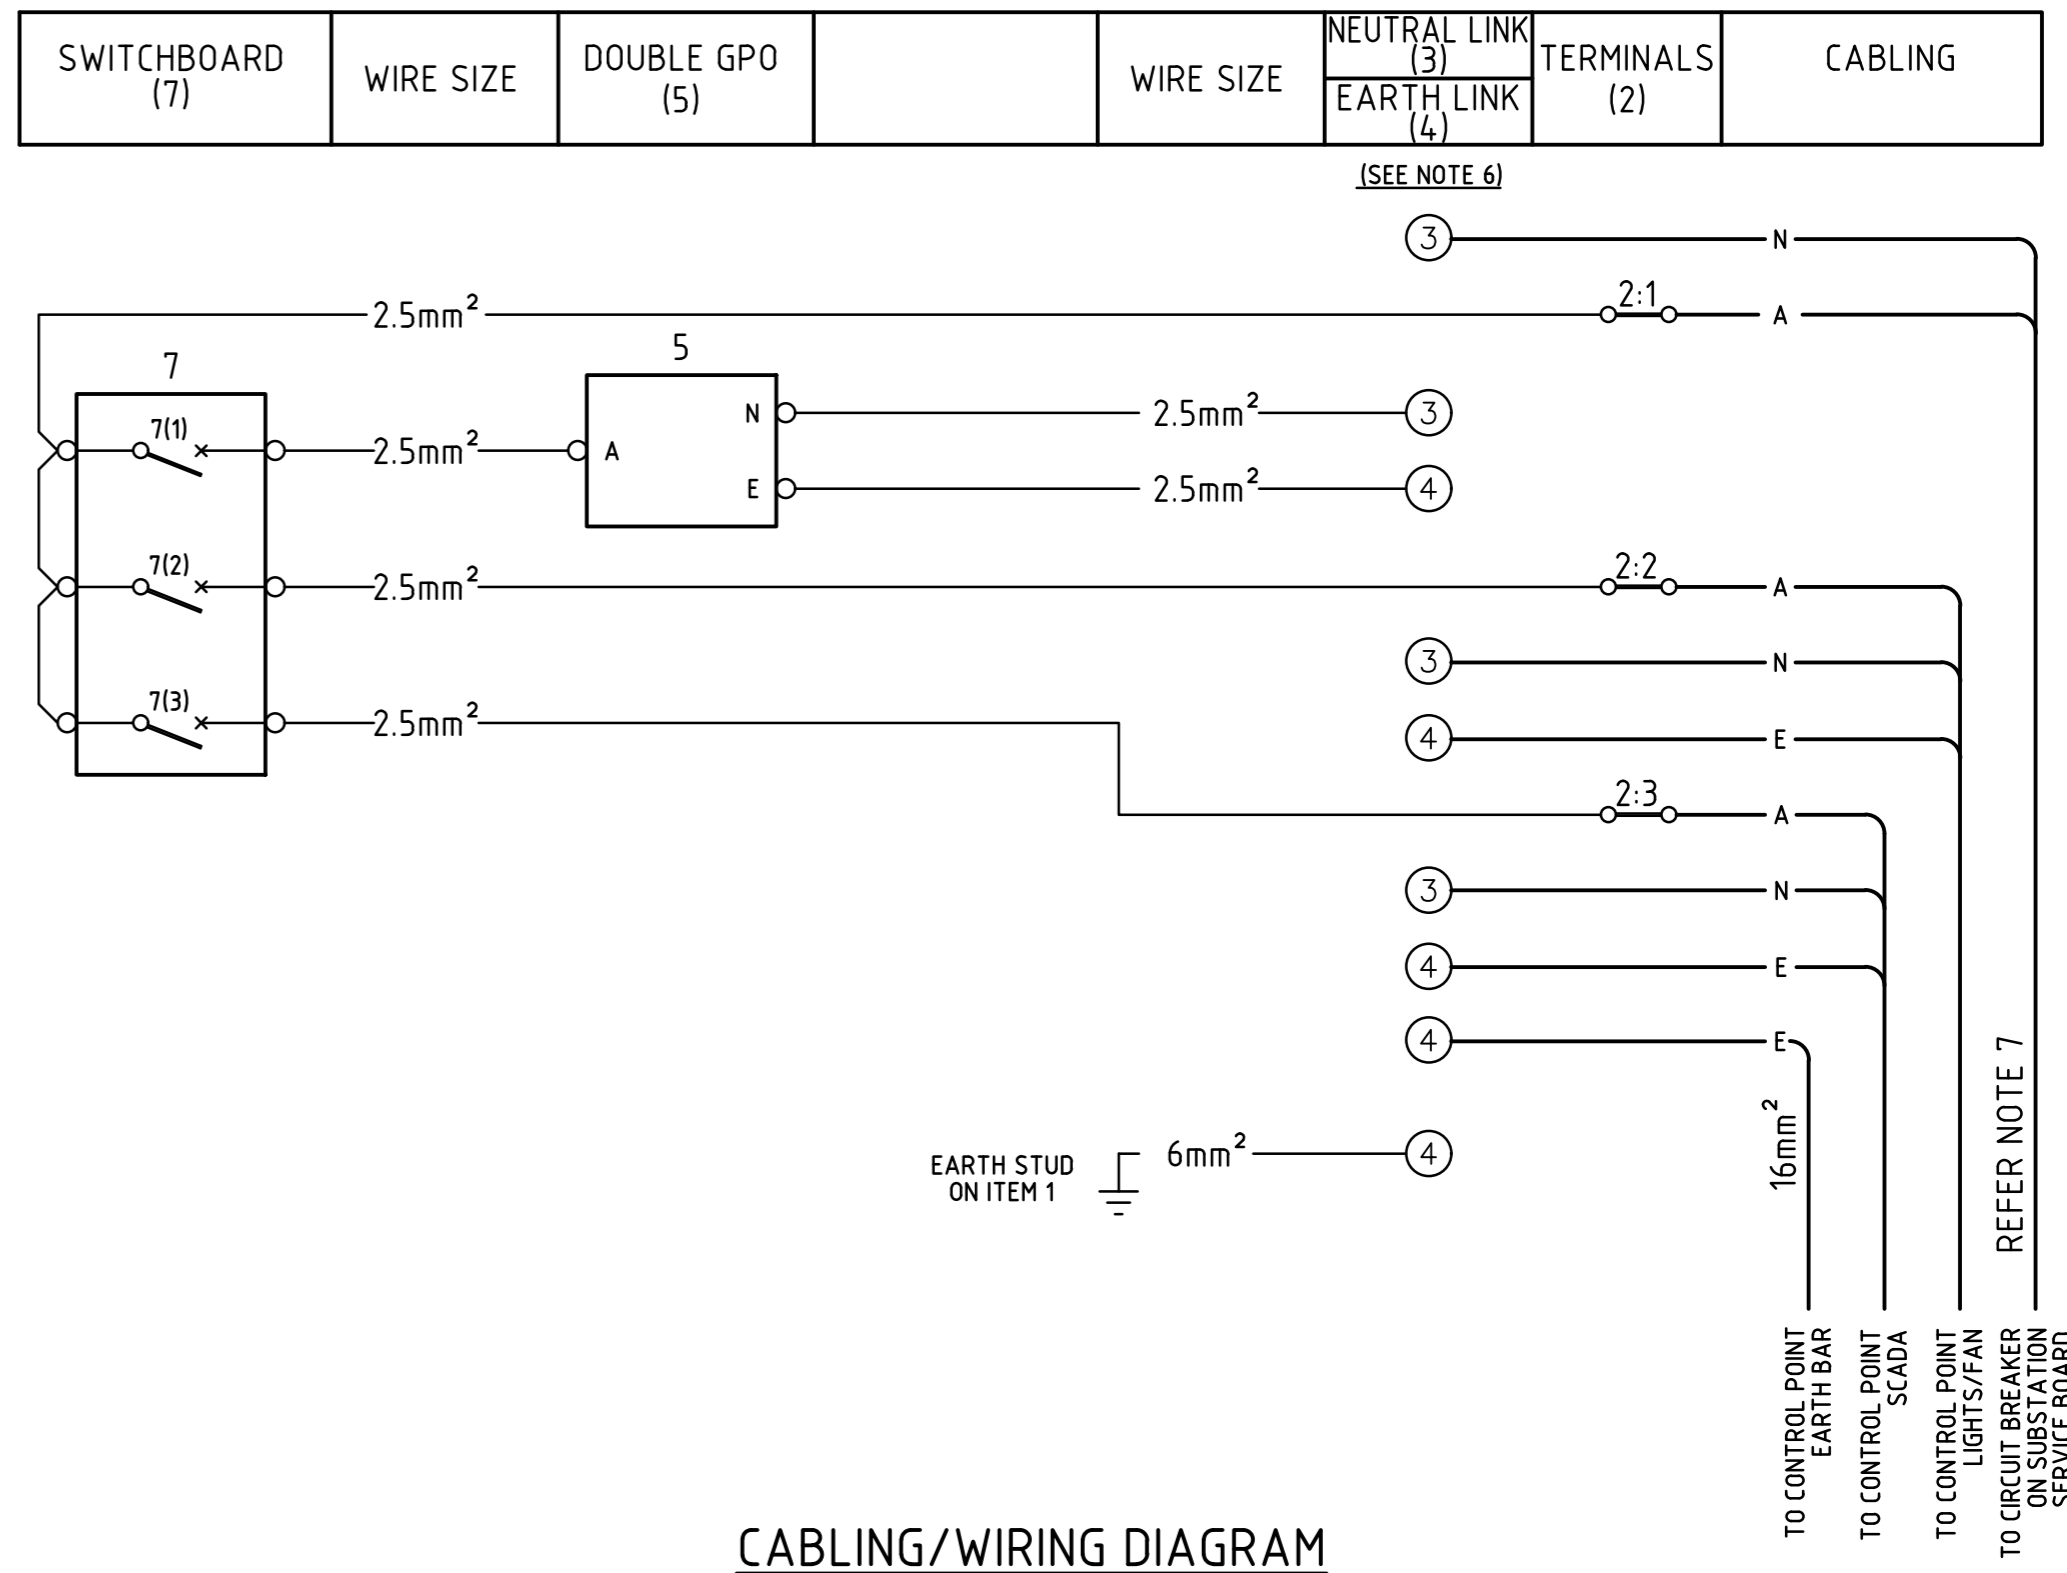 SWITCHBOARD
(7)
WIRE SIZE
DOUBLE GPO
(5)
WIRE SIZE
NEUTRAL LINK
(3)
EARTH LINK
(4)
TERMINALS
(2)
CABLING
(SEE NOTE 6)
3
N
2.5mm²
2:1
A
7
5
7(1)
2.5mm²
A
N
2.5mm²
3
E
2.5mm²
4
7(2)
2.5mm²
2:2
A
3
N
7(3)
2.5mm²
4
E
2:3
A
3
N
4
E
4
E
16mm²
REFER NOTE 7
EARTH STUD
ON ITEM 1
6mm²
4
TO CONTROL POINT
EARTH BAR
TO CONTROL POINT
SCADA
TO CONTROL POINT
LIGHTS/FAN
TO CIRCUIT BREAKER
ON SUBSTATION
SERVICE BOARD
CABLING/WIRING DIAGRAM